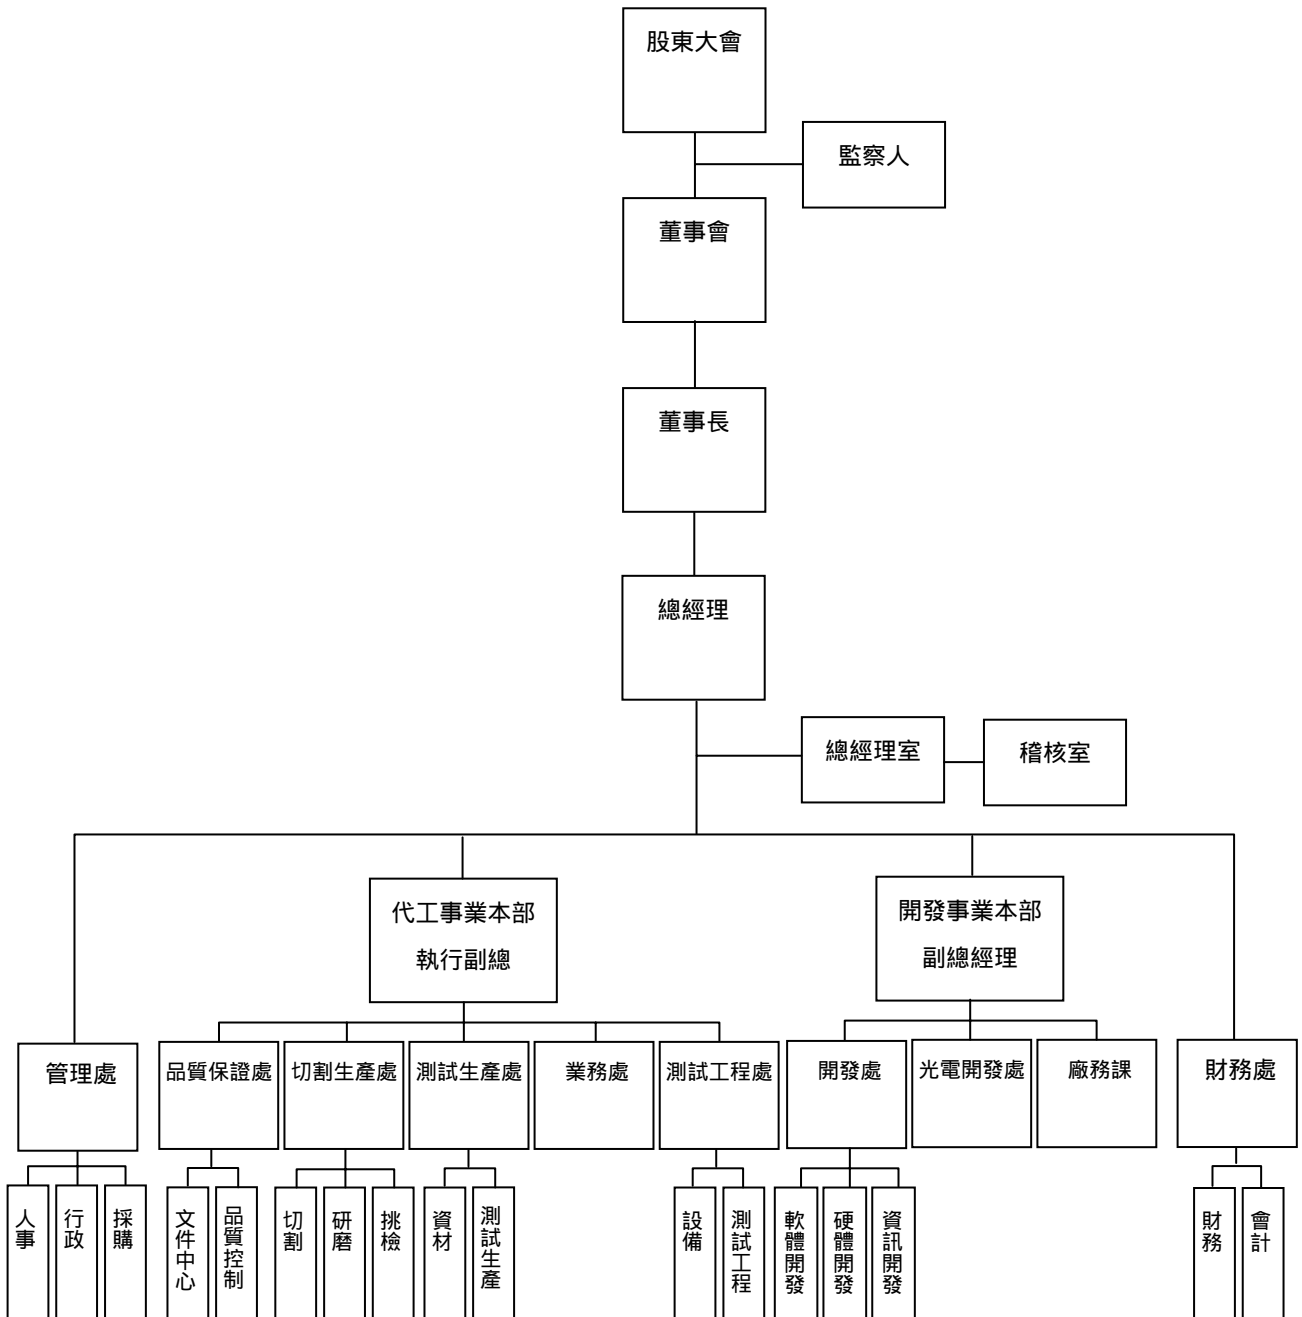 股東大會
監察人
董事會
董事長
總經理
總經理室
稽核室
代工事業本部
執行副總
開發事業本部
副總經理
管理處
品質保證處
切割生產處
測試生產處
業務處
測試工程處
開發處
光電開發處
廠務課
財務處
人事
行政
採購
文件中心
品質控制
切割
研磨
挑檢
資材
測試生產
設備
測試工程
軟體開發
硬體開發
資訊開發
財務
會計